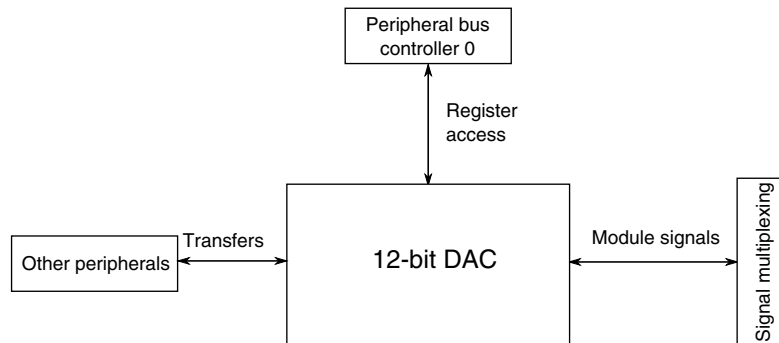 Peripheral bus
controller 0
Register
access
Transfers
Other peripherals
12-bit DAC
Module signals
Signal multiplexing